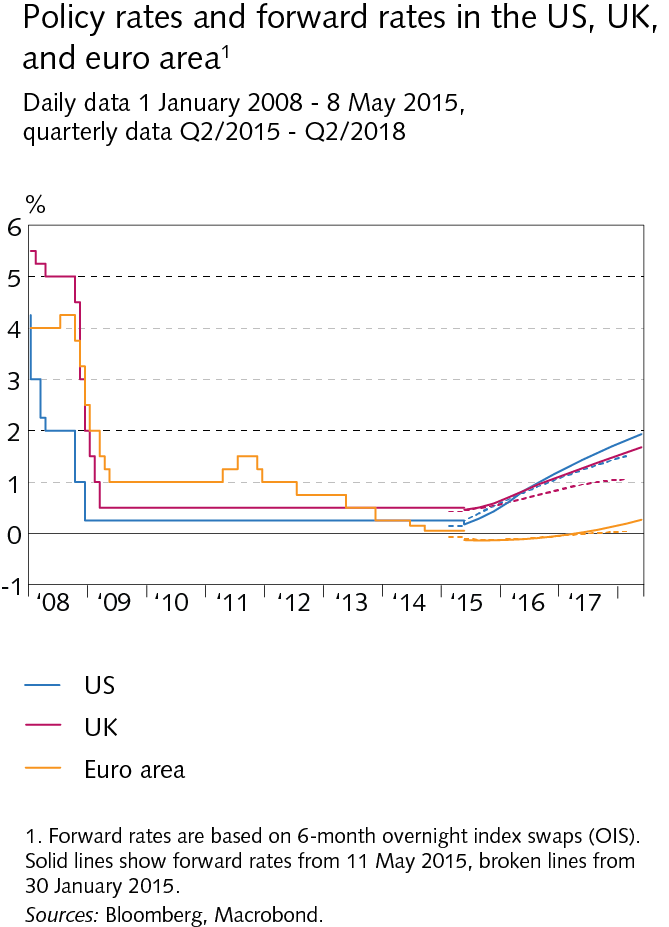 Policy rates and forward rates in the US, UK,
and euro area¹
Daily data 1 January 2008 - 8 May 2015,
quarterly data Q2/2015 - Q2/2018
%
6
5
4
3
2
1
0
-1
‘08 ‘09 ‘10 ‘11 ‘12 ‘13 ‘14 ‘15 ‘16 ‘17
US
UK
Euro area
1. Forward rates are based on 6-month overnight index swaps (OIS).
Solid lines show forward rates from 11 May 2015, broken lines from
30 January 2015.
Sources: Bloomberg, Macrobond.